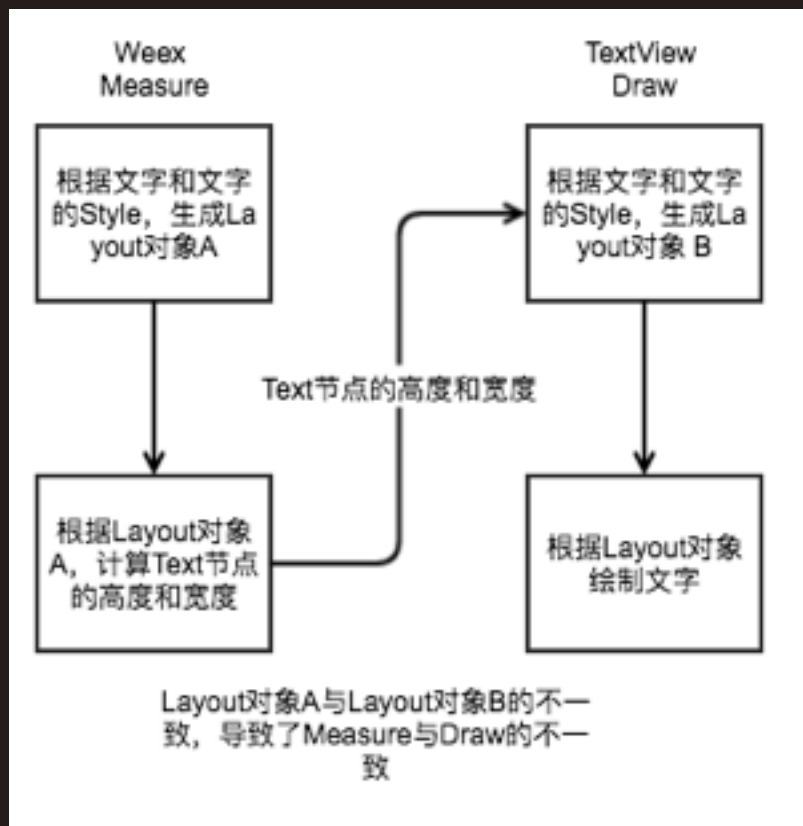 Weex
Measure
TextView
Draw
根据文字和文字
的Style，生成La
yout对象A
根据文字和文字
的Style，生成La
yout对象 B
Text节点的高度和宽度
根据Layout对象
A，计算Text节点
的高度和宽度
根据Layout对象
绘制文字
Layout对象A与Layout对象B的不一
致，导致了Measure与Draw的不一
致